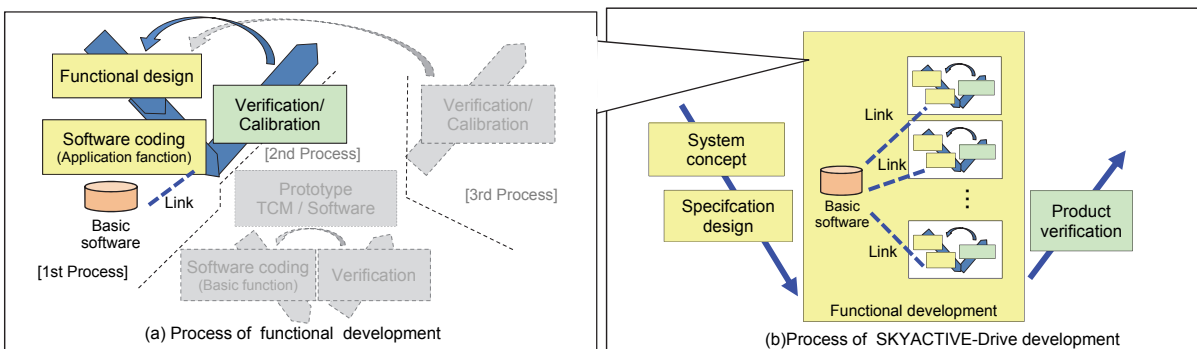 Functional design
Verification/
Calibration
Software coding
(Application fanction)
[2nd Process]
Link
Basic
software
[1st Process]
Prototype
TCM / Software
Software coding
(Basic function)
Verification
Verification/
Calibration
[3rd Process]
(a) Process of functional development
System
concept
Specifcation
design
Link
Link
Basic
software
Link
Functional development
Product
verification
(b)Process of SKYACTIVE-Drive development